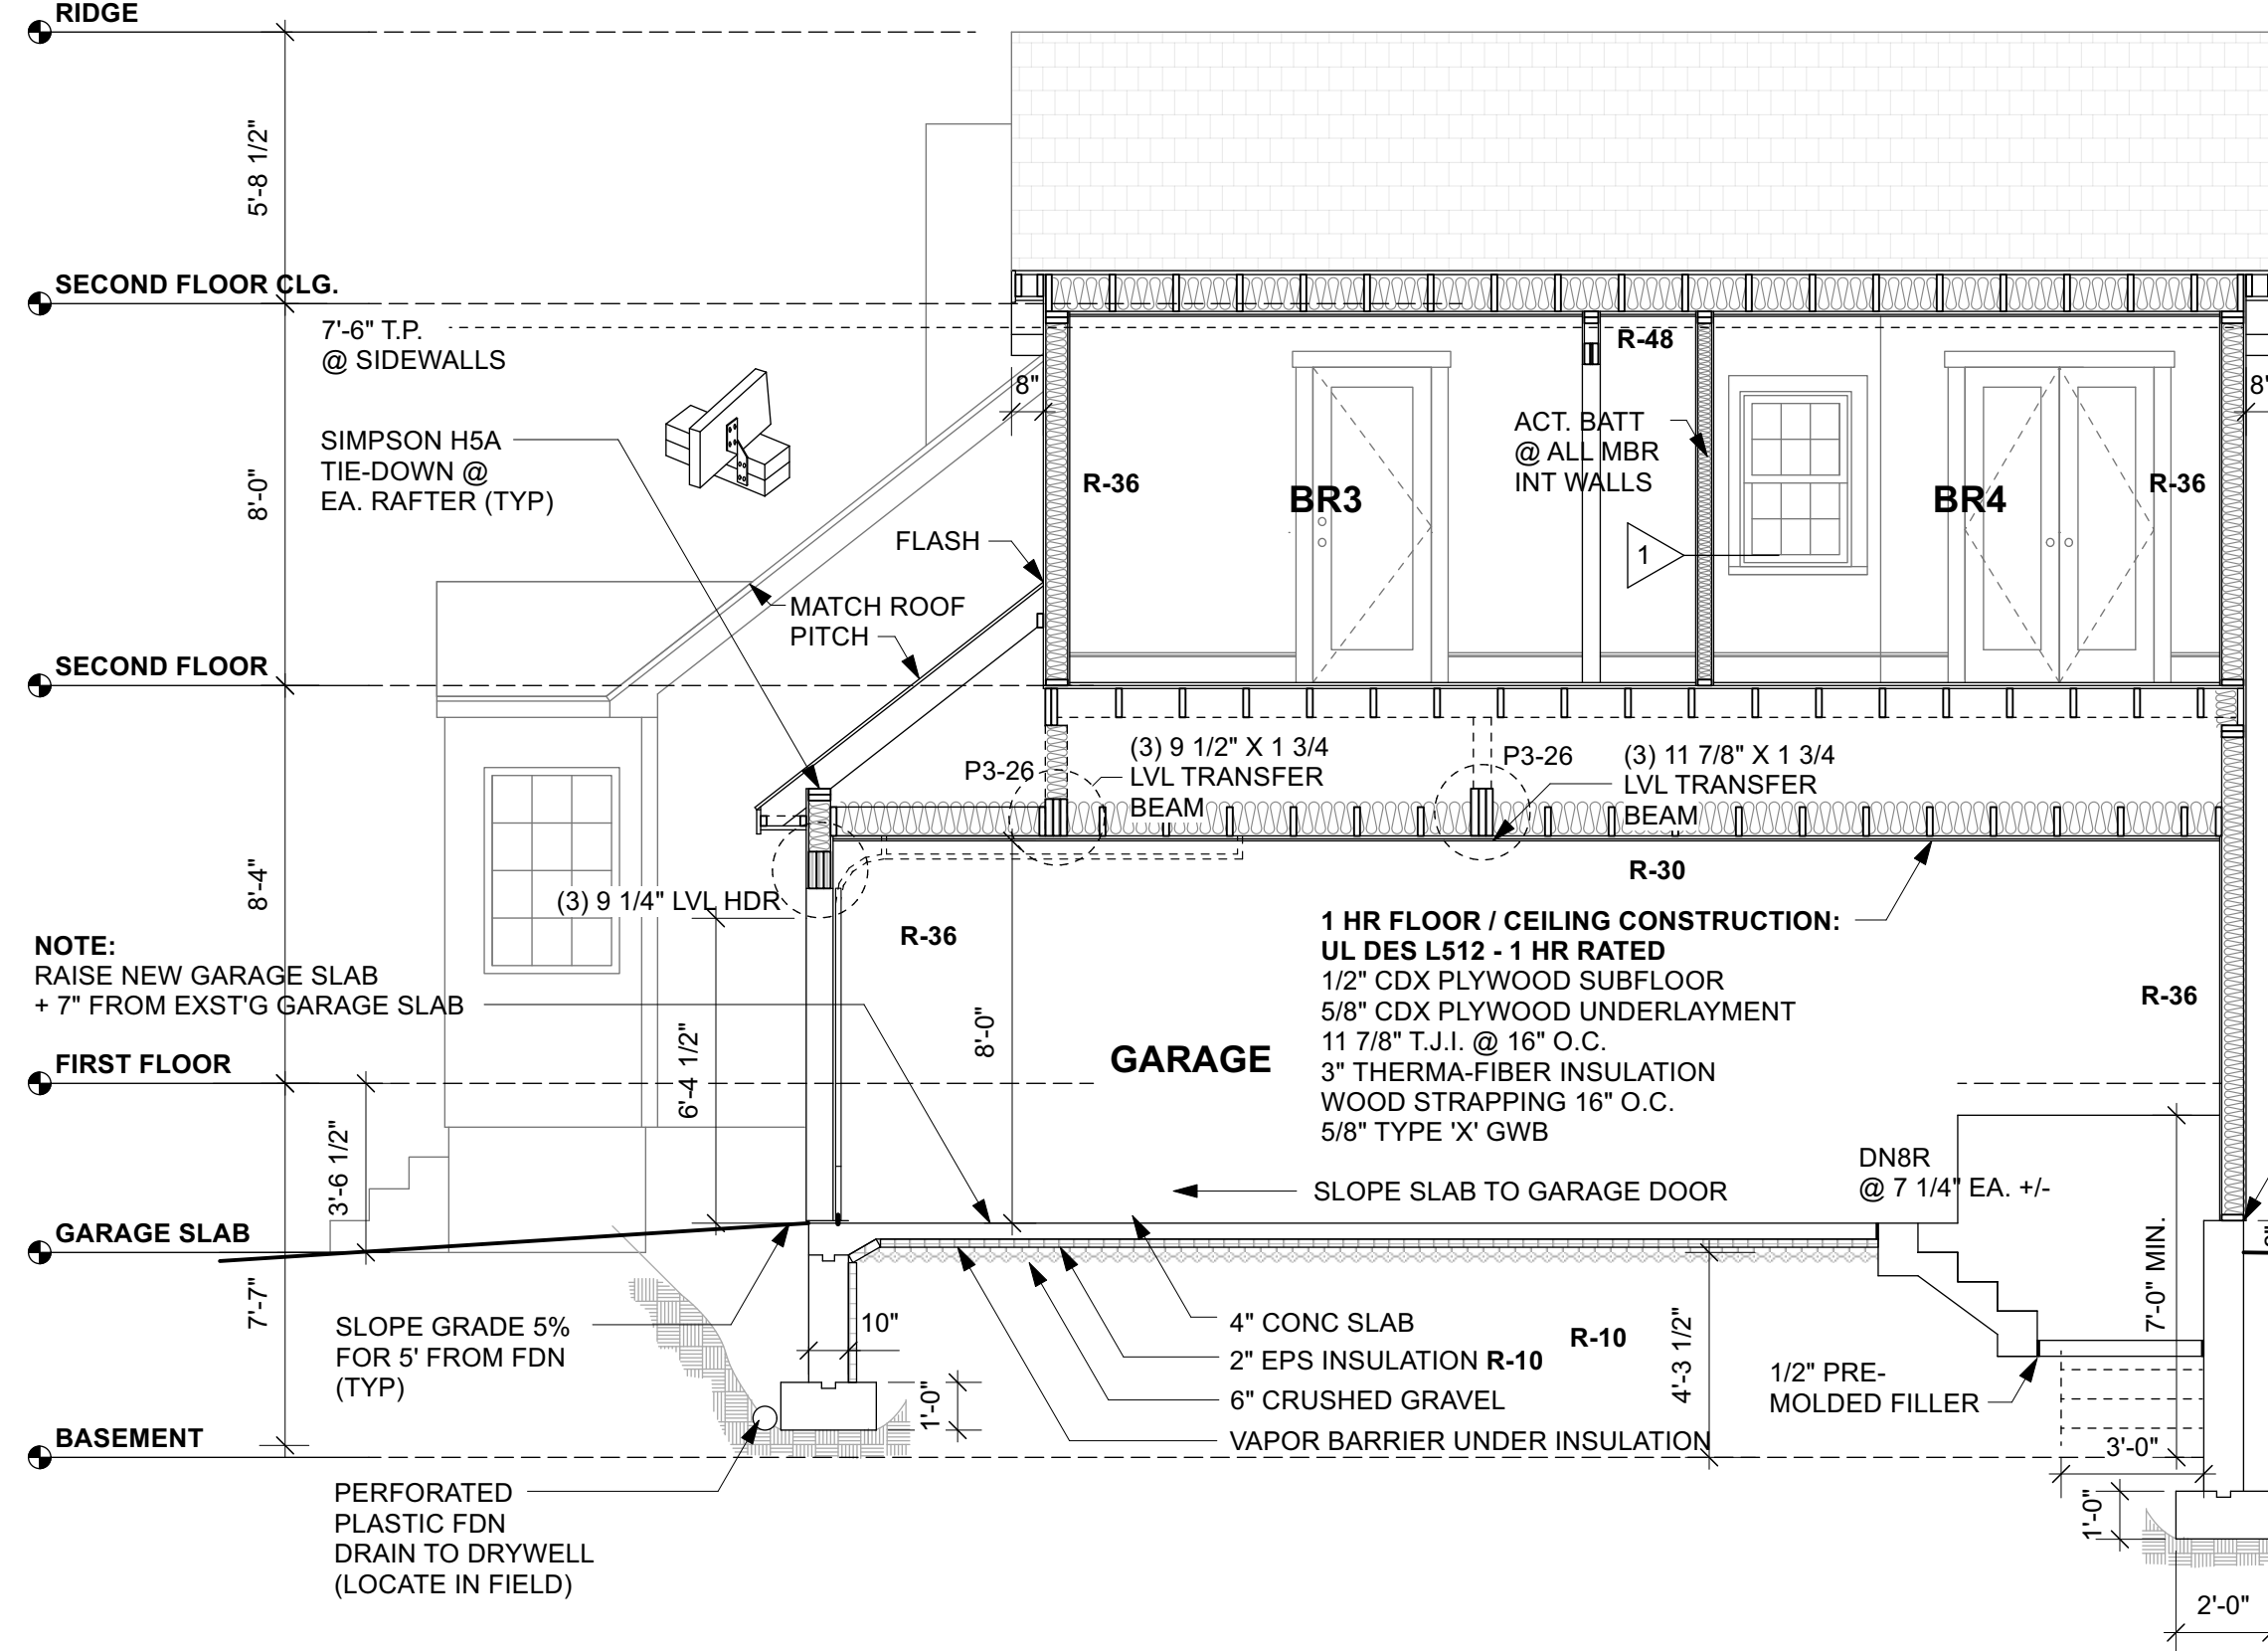 RIDGE
5'-8 1/2"
SECOND FLOOR CLG.
7'-6" T.P.
@ SIDEWALLS
R-48
8"
8"
SIMPSON H5A
TIE-DOWN @
EA. RAFTER (TYP)
ACT. BATT
@ ALL MBR
INT WALLS
8'-0"
R-36
BR3
BR4
R-36
FLASH
1
MATCH ROOF
PITCH
SECOND FLOOR
P3-26
(3) 9 1/2" X 1 3/4
LVL TRANSFER
BEAM
P3-26
(3) 11 7/8" X 1 3/4
LVL TRANSFER
BEAM
8'-4"
(3) 9 1/4" LVL HDR
R-30
R-36
1 HR FLOOR / CEILING CONSTRUCTION:
UL DES L512 - 1 HR RATED
1/2" CDX PLYWOOD SUBFLOOR
5/8" CDX PLYWOOD UNDERLAYMENT
11 7/8" T.J.I. @ 16" O.C.
3" THERMA-FIBER INSULATION
WOOD STRAPPING 16" O.C.
5/8" TYPE 'X' GWB
R-36
NOTE:
RAISE NEW GARAGE SLAB
+ 7" FROM EXST'G GARAGE SLAB
6'-4 1/2"
8'-0"
GARAGE
FIRST FLOOR
3'-6 1/2"
SLOPE SLAB TO GARAGE DOOR
DN8R
@ 7 1/4" EA. +/-
GARAGE SLAB
7'-7"
SLOPE GRADE 5%
FOR 5' FROM FDN
(TYP)
10"
1'-0"
4" CONC SLAB
2" EPS INSULATION R-10
6" CRUSHED GRAVEL
VAPOR BARRIER UNDER INSULATION
R-10
4'-3 1/2"
7'-0" MIN.
1/2" PRE-
MOLDED FILLER
BASEMENT
3'-0"
1'-0"
PERFORATED
PLASTIC FDN
DRAIN TO DRYWELL
(LOCATE IN FIELD)
2'-0"